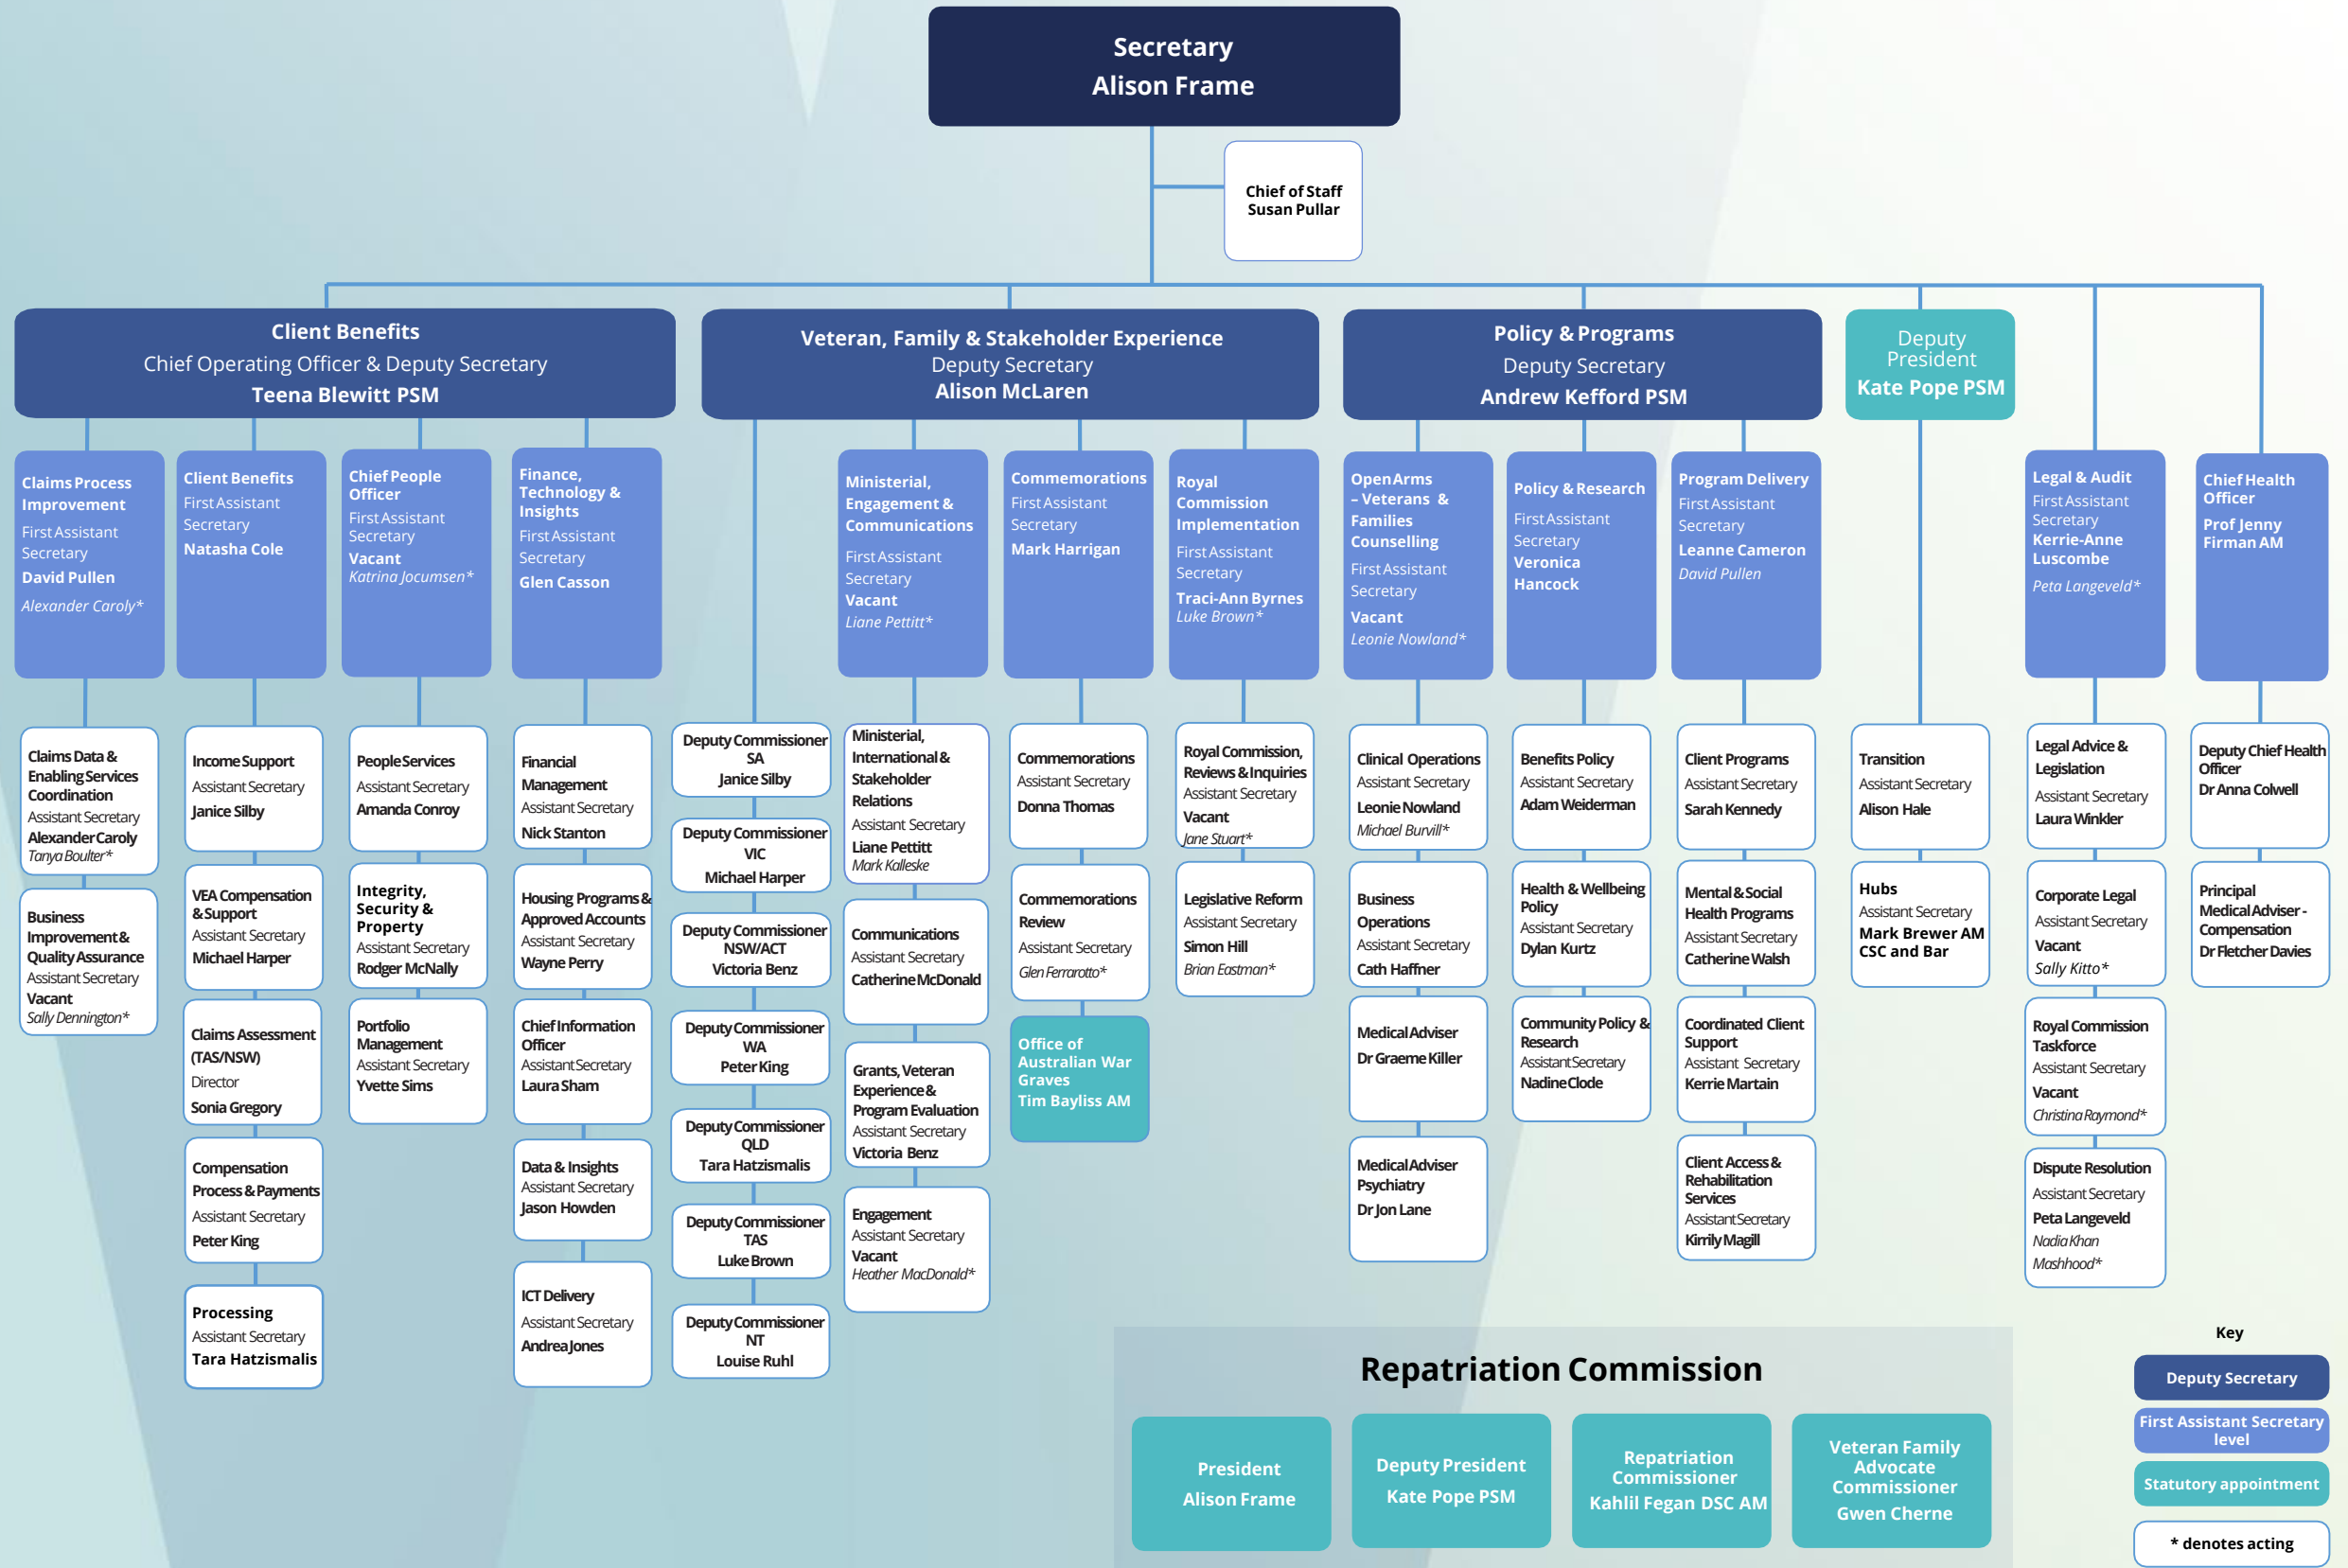 Secretary
Alison Frame
Chief of Staff
Susan Pullar
Client Benefits
Chief Operating Officer & Deputy Secretary
Teena Blewitt PSM
Veteran, Family & Stakeholder Experience
Deputy Secretary
Alison McLaren
Policy & Programs
Deputy Secretary
Andrew Kefford PSM
Deputy
President
Kate Pope PSM
Claims Process
Improvement
First Assistant
Secretary
David Pullen
Alexander Caroly*
Client Benefits
First Assistant
Secretary
Natasha Cole
Chief People
Officer
First Assistant
Secretary
Vacant
Katrina Jocumsen*
Finance,
Technology &
Insights
First Assistant
Secretary
Glen Casson
Ministerial,
Engagement &
Communications
First Assistant
Secretary
Vacant
Liane Pettitt*
Commemorations
First Assistant
Secretary
Mark Harrigan
Royal
Commission
Implementation
First Assistant
Secretary
Traci-Ann Byrnes
Luke Brown*
Open Arms
– Veterans &
Families
Counselling
First Assistant
Secretary
Vacant
Leonie Nowland*
Policy & Research
First Assistant
Secretary
Veronica
Hancock
Program Delivery
First Assistant
Secretary
Leanne Cameron
David Pullen
Legal & Audit
First Assistant
Secretary
Kerrie-Anne
Luscombe
Peta Langeveld*
Chief Health
Officer
Prof Jenny
Firman AM
Claims Data &
Enabling Services
Coordination
Assistant Secretary
Alexander Caroly
Tanya Boulter*
Business
Improvement &
Quality Assurance
Assistant Secretary
Vacant
Sally Dennington*
Income Support
Assistant Secretary
Janice Silby
VEA Compensation
& Support
Assistant Secretary
Michael Harper
Claims Assessment
(TAS/NSW)
Director
Sonia Gregory
Compensation
Process & Payments
Assistant Secretary
Peter King
Processing
Assistant Secretary
Tara Hatzismalis
People Services
Assistant Secretary
Amanda Conroy
Integrity,
Security &
Property
Assistant Secretary
Rodger McNally
Portfolio
Management
Assistant Secretary
Yvette Sims
Financial
Management
Assistant Secretary
Nick Stanton
Housing Programs &
Approved Accounts
Assistant Secretary
Wayne Perry
Chief Information
Officer
Assistant Secretary
Laura Sham
Data & Insights
Assistant Secretary
Jason Howden
ICT Delivery
Assistant Secretary
Andrea Jones
Deputy Commissioner
SA
Janice Silby
Deputy Commissioner
VIC
Michael Harper
Deputy Commissioner
NSW/ACT
Victoria Benz
Deputy Commissioner
WA
Peter King
Deputy Commissioner
QLD
Tara Hatzismalis
Deputy Commissioner
TAS
Luke Brown
Deputy Commissioner
NT
Louise Ruhl
Ministerial,
International &
Stakeholder
Relations
Assistant Secretary
Liane Pettitt
Mark Kalleske
Communications
Assistant Secretary
Catherine McDonald
Grants, Veteran
Experience &
Program Evaluation
Assistant Secretary
Victoria Benz
Engagement
Assistant Secretary
Vacant
Heather MacDonald*
Commemorations
Assistant Secretary
Donna Thomas
Commemorations
Review
Assistant Secretary
Glen Ferrarotto*
Office of
Australian War
Graves
Tim Bayliss AM
Royal Commission,
Reviews & Inquiries
Assistant Secretary
Vacant
Jane Stuart*
Legislative Reform
Assistant Secretary
Simon Hill
Brian Eastman*
Clinical Operations
Assistant Secretary
Leonie Nowland
Michael Burvill*
Business
Operations
Assistant Secretary
Cath Haffner
Medical Adviser
Dr Graeme Killer
Medical Adviser
Psychiatry
Dr Jon Lane
Benefits Policy
Assistant Secretary
Adam Weiderman
Health & Wellbeing
Policy
Assistant Secretary
Dylan Kurtz
Community Policy &
Research
Assistant Secretary
Nadine Clode
Client Programs
Assistant Secretary
Sarah Kennedy
Mental & Social
Health Programs
Assistant Secretary
Catherine Walsh
Coordinated Client
Support
Assistant Secretary
Kerrie Martain
Client Access &
Rehabilitation
Services
Assistant Secretary
Kirrily Magill
Transition
Assistant Secretary
Alison Hale
Hubs
Assistant Secretary
Mark Brewer AM
CSC and Bar
Legal Advice &
Legislation
Assistant Secretary
Laura Winkler
Corporate Legal
Assistant Secretary
Vacant
Sally Kitto*
Royal Commission
Taskforce
Assistant Secretary
Vacant
Christina Raymond*
Dispute Resolution
Assistant Secretary
Peta Langeveld
Nadia Khan
Mashhood*
Deputy Chief Health
Officer
Dr Anna Colwell
Principal
Medical Adviser -
Compensation
Dr Fletcher Davies
Repatriation Commission
President
Alison Frame
Deputy President
Kate Pope PSM
Repatriation
Commissioner
Kahlil Fegan DSC AM
Veteran Family
Advocate
Commissioner
Gwen Cherne
Key
Deputy Secretary
First Assistant Secretary
level
Statutory appointment
* denotes acting